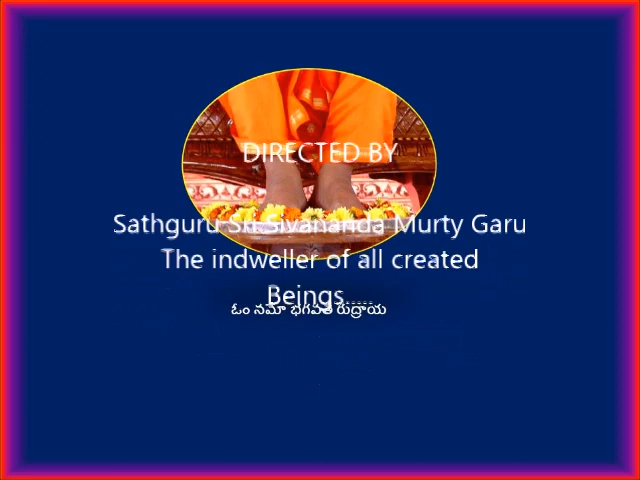 DIRECTED BY
Sathguru Sri Sivananda Murty Garu
The indweller of all created
Beings.....
ఓం నమో భగవతే రుద్రాయ